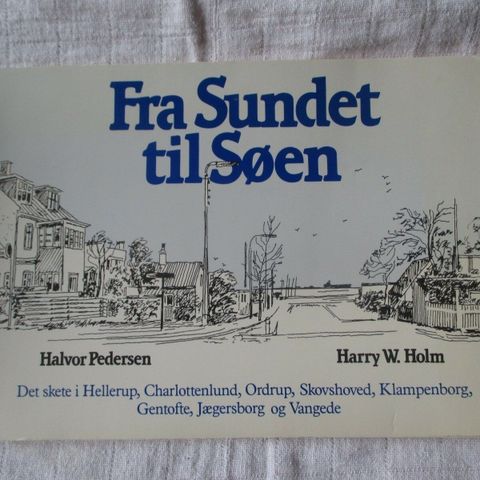 Fra Sundet
til Søen
Halvor Pedersen
Harry W. Holm
Det skete i Hellerup, Charlottenlund, Ordrup, Skovshoved, Klampenborg,
Gentofte, Jægersborg og Vangede